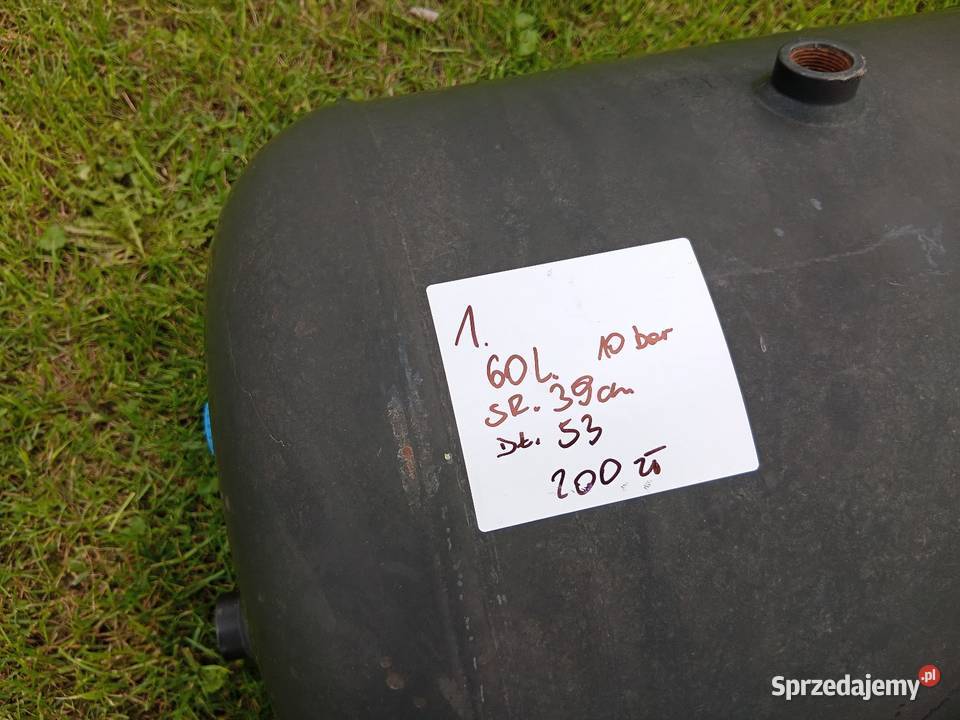 1.
60L. 10 bar
SR. 39cm
Dł. 53
200 zł
Sprzedajemy.pl